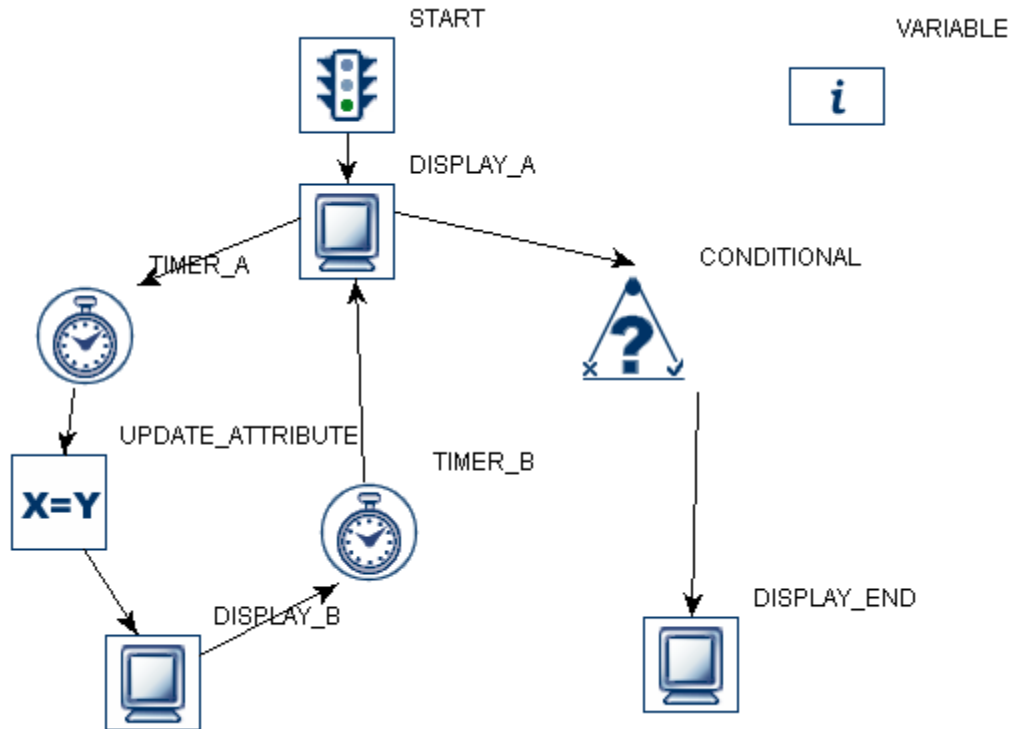 START
VARIABLE
i
DISPLAY_A
TIMER_A
CONDITIONAL
?
UPDATE_ATTRIBUTE
TIMER_B
X=Y
DISPLAY_B
DISPLAY_END